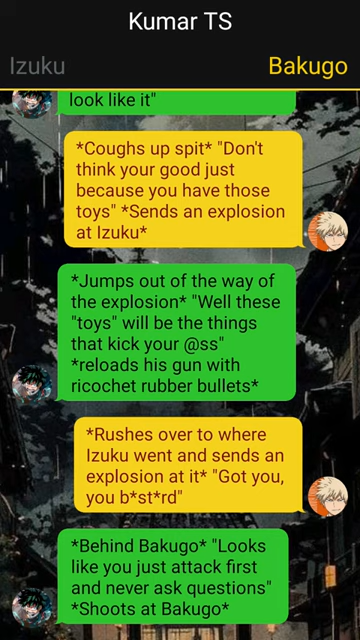 Kumar TS
Izuku
Bakugo
look like it"
*Coughs up spit* "Don't
think your good just
because you have those
toys" *Sends an explosion
at Izuku*
*Jumps out of the way of
the explosion* "Well these
"toys" will be the things
that kick your @ss"
*reloads his gun with
ricochet rubber bullets*
*Rushes over to where
Izuku went and sends an
explosion at it* "Got you,
you b*st*rd"
*Behind Bakugo* "Looks
like you just attack first
and never ask questions"
*Shoots at Bakugo*